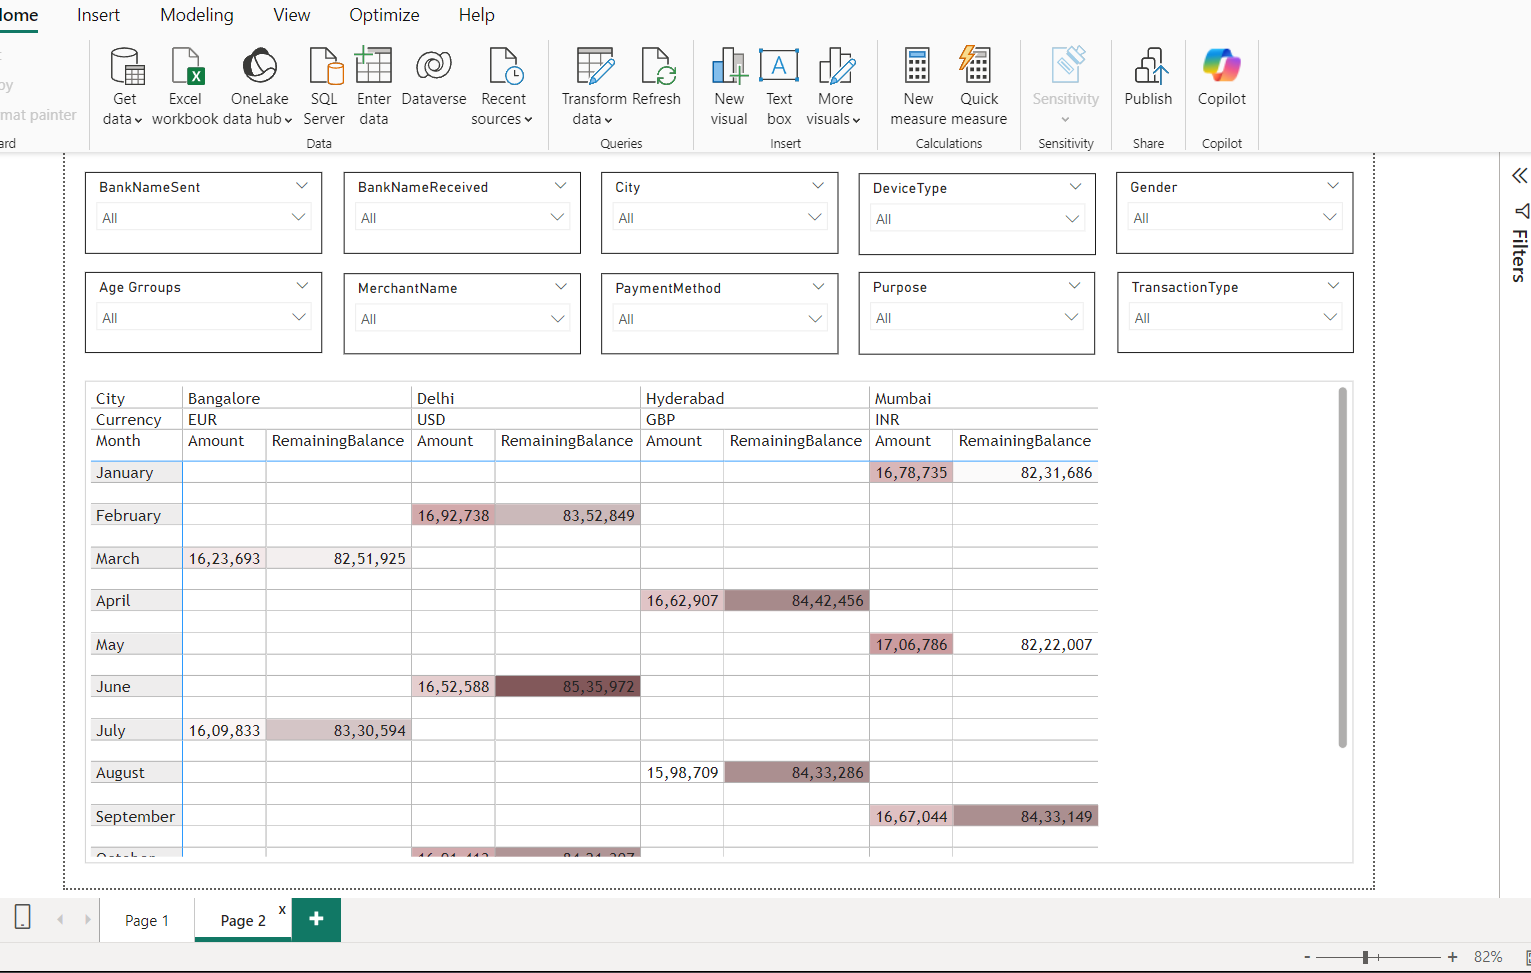 Insert Modeling View Optimize Help
Get data Excel workbook OneLake data hub SQL Server Enter data Dataverse Recent sources Transform data Refresh New visual Text box More visuals New measure Quick measure Sensitivity Publish Copilot
mat painter
Data Queries Insert Calculations Sensitivity Share Copilot
BankNameSent BankNameReceived City DeviceType Gender
All All All All All
Age Grroups MerchantName PaymentMethod Purpose TransactionType
All All All All All
Filters
City Bangalore Delhi Hyderabad Mumbai
Currency EUR USD GBP INR
Month Amount RemainingBalance Amount RemainingBalance Amount RemainingBalance Amount RemainingBalance
January 16,78,735 82,31,686
February 16,92,738 83,52,849
March 16,23,693 82,51,925
April 16,62,907 84,42,456
May 17,06,786 82,22,007
June 16,52,588 85,35,972
July 16,09,833 83,30,594
August 15,98,709 84,33,286
September 16,67,044 84,33,149
Page 1 Page 2 x +
- + 82%